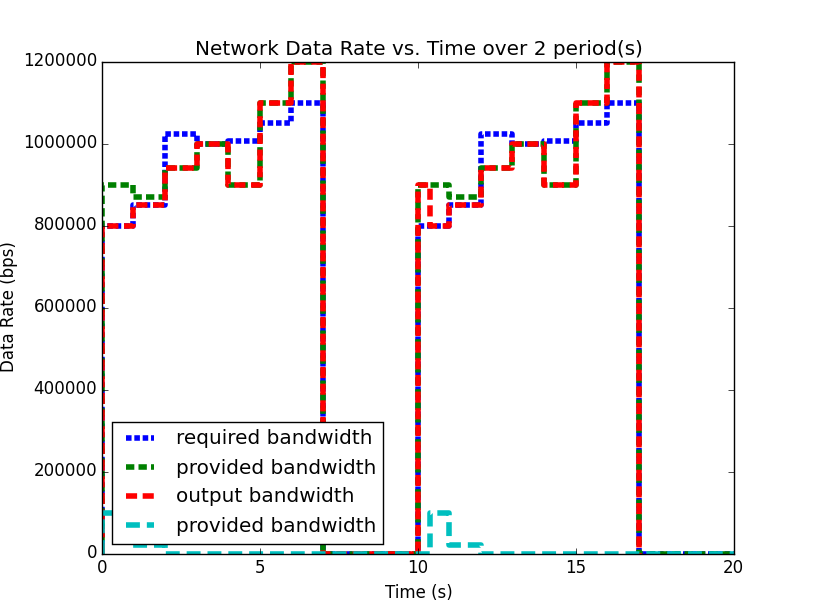 Network Data Rate vs. Time over 2 period(s)
1200000
1000000
800000
600000
400000
200000
0
Data Rate (bps)
required bandwidth
provided bandwidth
output bandwidth
provided bandwidth
0 5 10 15 20
Time (s)